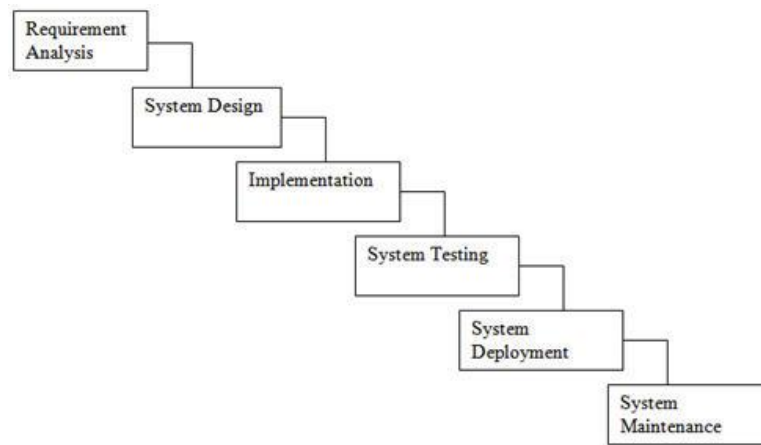 Requirement
Analysis
System Design
Implementation
System Testing
System
Deployment
System
Maintenance